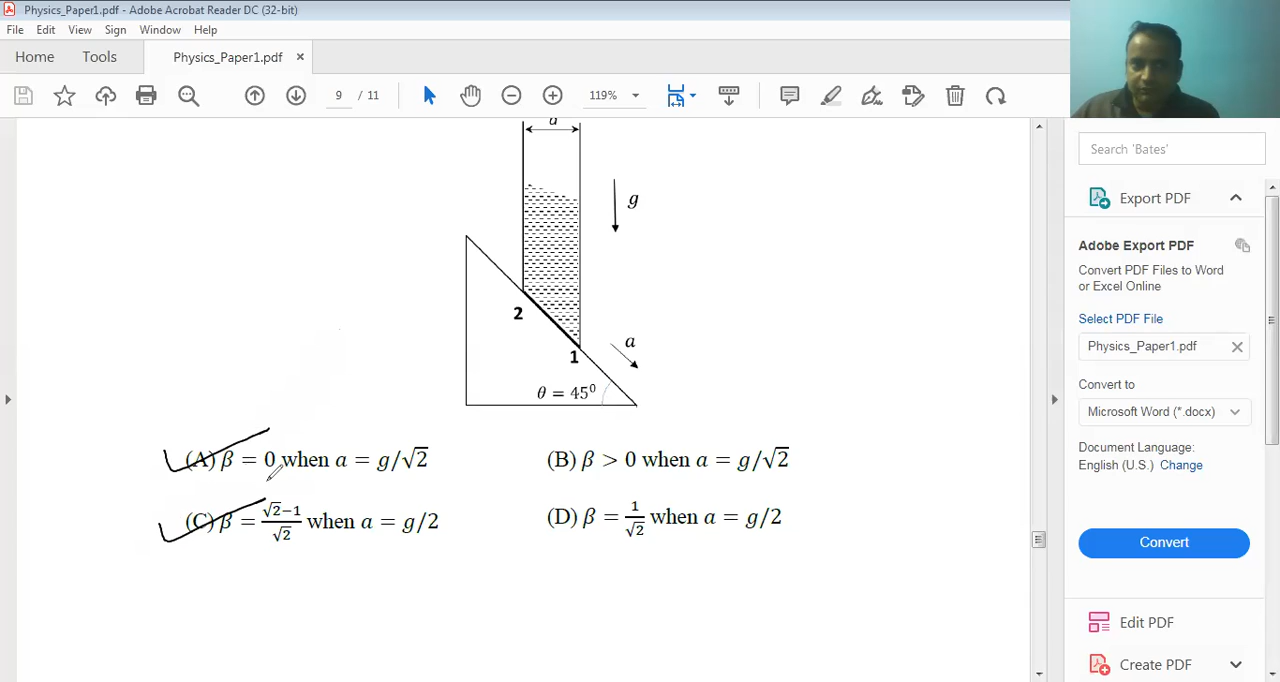 Physics_Paper1.pdf - Adobe Acrobat Reader DC (32-bit)
File Edit View Sign Window Help
Home Tools Physics_Paper1.pdf ×
9 / 11 119%
Search 'Bates'
Export PDF
Adobe Export PDF
Convert PDF Files to Word
or Excel Online
Select PDF File
Physics_Paper1.pdf
Convert to
Microsoft Word (*.docx)
Document Language:
English (U.S.) Change
Convert
Edit PDF
Create PDF
d
g
2
1
a
θ = 45⁰
(A) β = 0 when a = g/√2 (B) β > 0 when a = g/√2
(C) β = (√2−1)/√2 when a = g/2 (D) β = 1/√2 when a = g/2